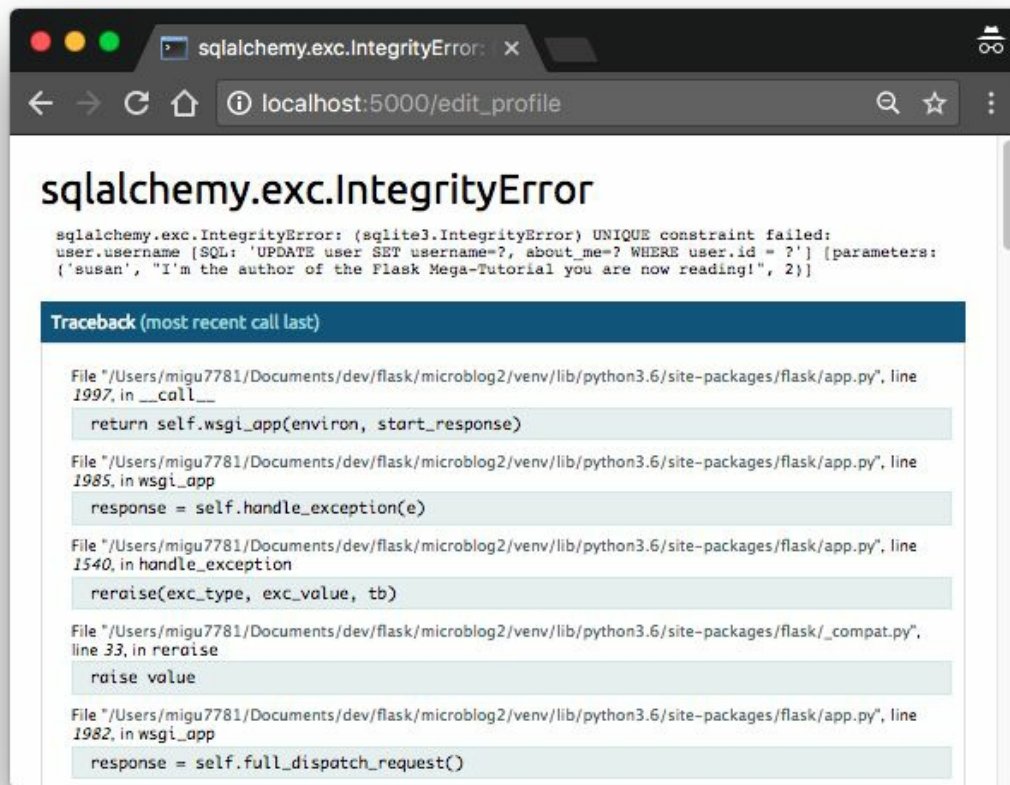 sqlalchemy.exc.IntegrityError:
localhost:5000/edit_profile
sqlalchemy.exc.IntegrityError
sqlalchemy.exc.IntegrityError: (sqlite3.IntegrityError) UNIQUE constraint failed:
user.username [SQL: 'UPDATE user SET username=?, about_me=? WHERE user.id = ?'] [parameters:
('susan', "I'm the author of the Flask Mega-Tutorial you are now reading!", 2)]
Traceback (most recent call last)
File "/Users/migu7781/Documents/dev/flask/microblog2/venv/lib/python3.6/site-packages/flask/app.py", line
1997, in __call__
return self.wsgi_app(environ, start_response)
File "/Users/migu7781/Documents/dev/flask/microblog2/venv/lib/python3.6/site-packages/flask/app.py", line
1985, in wsgi_app
response = self.handle_exception(e)
File "/Users/migu7781/Documents/dev/flask/microblog2/venv/lib/python3.6/site-packages/flask/app.py", line
1540, in handle_exception
reraise(exc_type, exc_value, tb)
File "/Users/migu7781/Documents/dev/flask/microblog2/venv/lib/python3.6/site-packages/flask/_compat.py",
line 33, in reraise
raise value
File "/Users/migu7781/Documents/dev/flask/microblog2/venv/lib/python3.6/site-packages/flask/app.py", line
1982, in wsgi_app
response = self.full_dispatch_request()